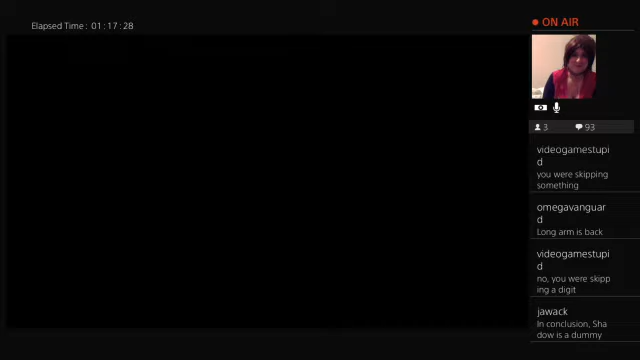 Elapsed Time : 01 : 17 : 28
ON AIR
3
93
videogamestupi
d
you were skipping
something
omegavanguar
d
Long arm is back
videogamestupi
d
no, you were skipp
ing a digit
jawack
In conclusion, Sha
dow is a dummy